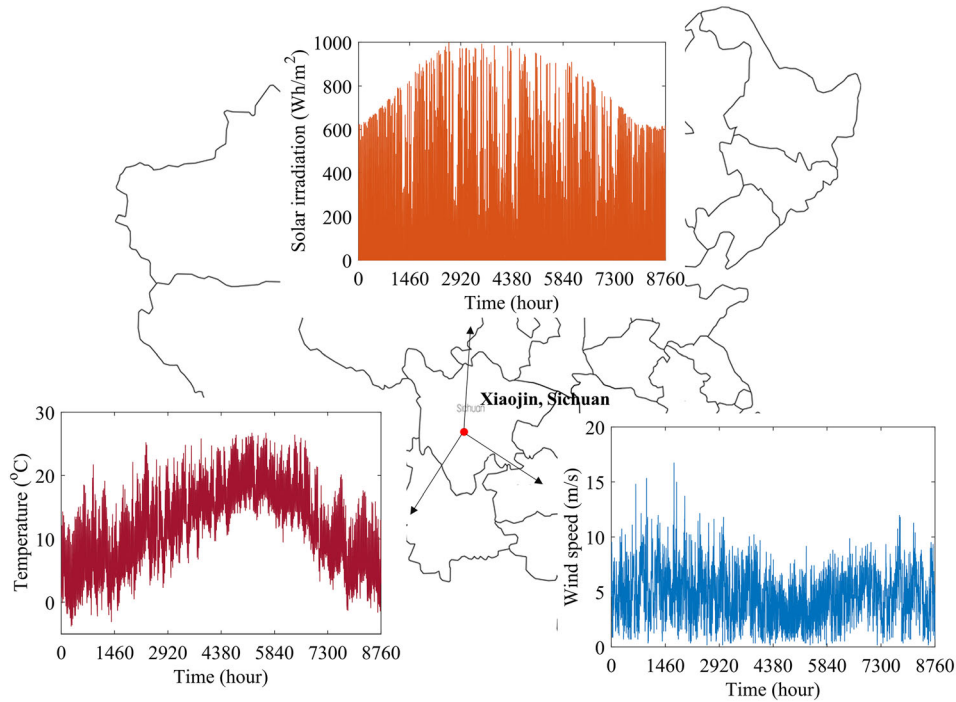 1000
800
600
400
200
0
Solar irradiation (Wh/m²)
0 1460 2920 4380 5840 7300 8760
Time (hour)
Xiaojin, Sichuan
Sichuan
30
20
10
0
Temperature (°C)
0 1460 2920 4380 5840 7300 8760
Time (hour)
20
15
10
5
0
Wind speed (m/s)
0 1460 2920 4380 5840 7300 8760
Time (hour)